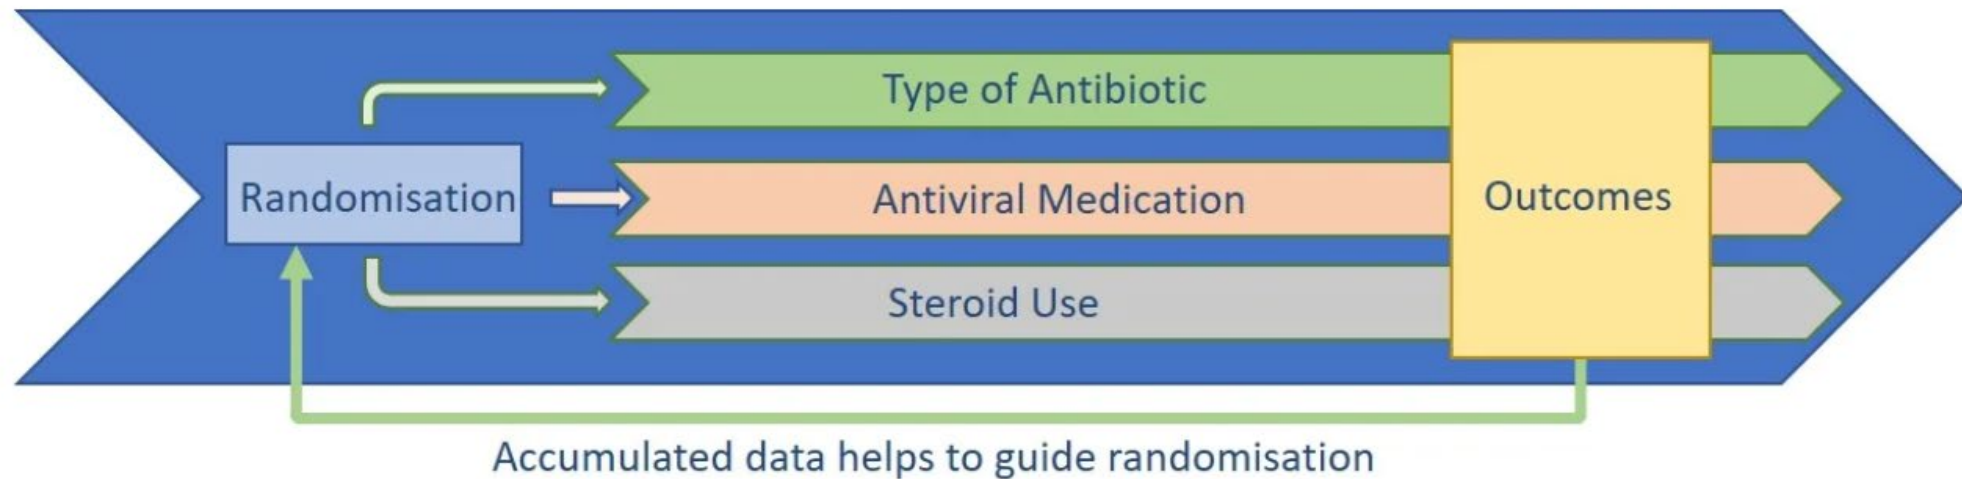 Type of Antibiotic
Randomisation
Antiviral Medication
Outcomes
Steroid Use
Accumulated data helps to guide randomisation